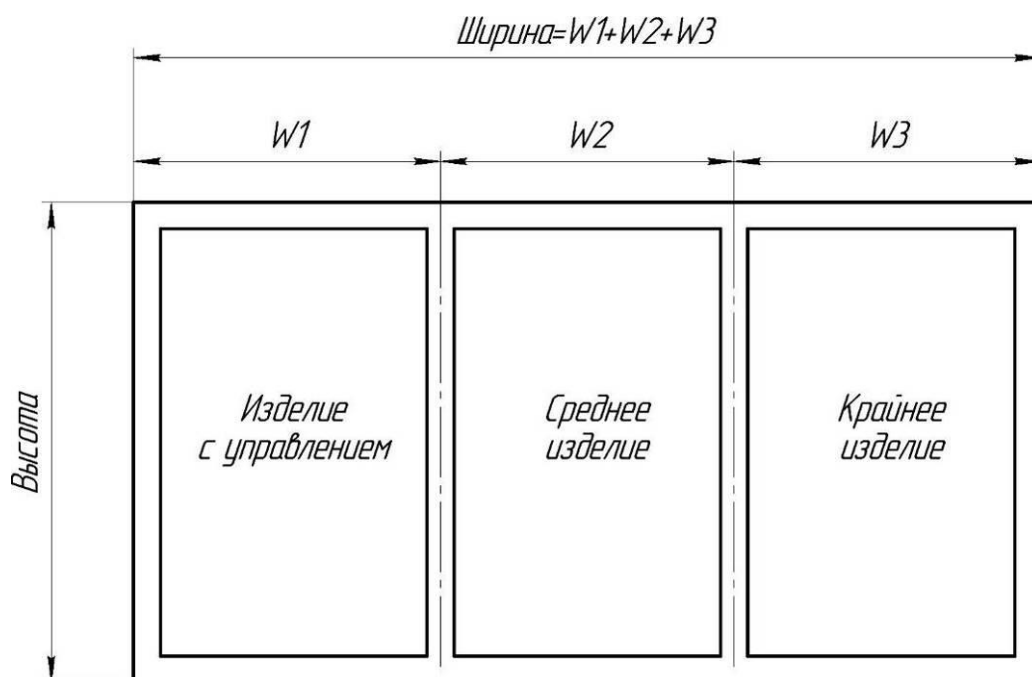 Ширина=W1+W2+W3
W1
W2
W3
Высота
Изделие
с управлением
Среднее
изделие
Крайнее
изделие